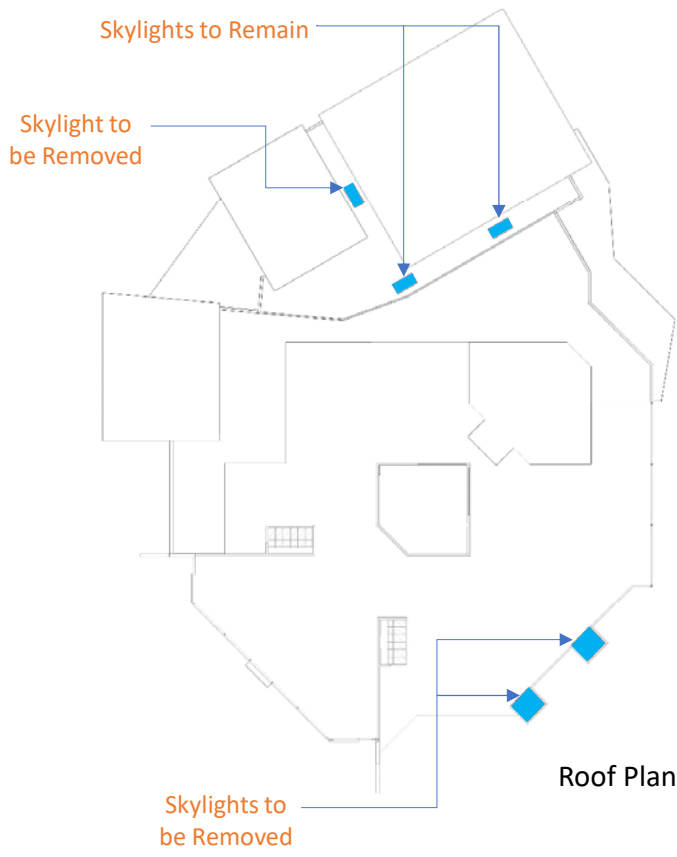 Skylights to Remain
Skylight to
be Removed
Roof Plan
Skylights to
be Removed